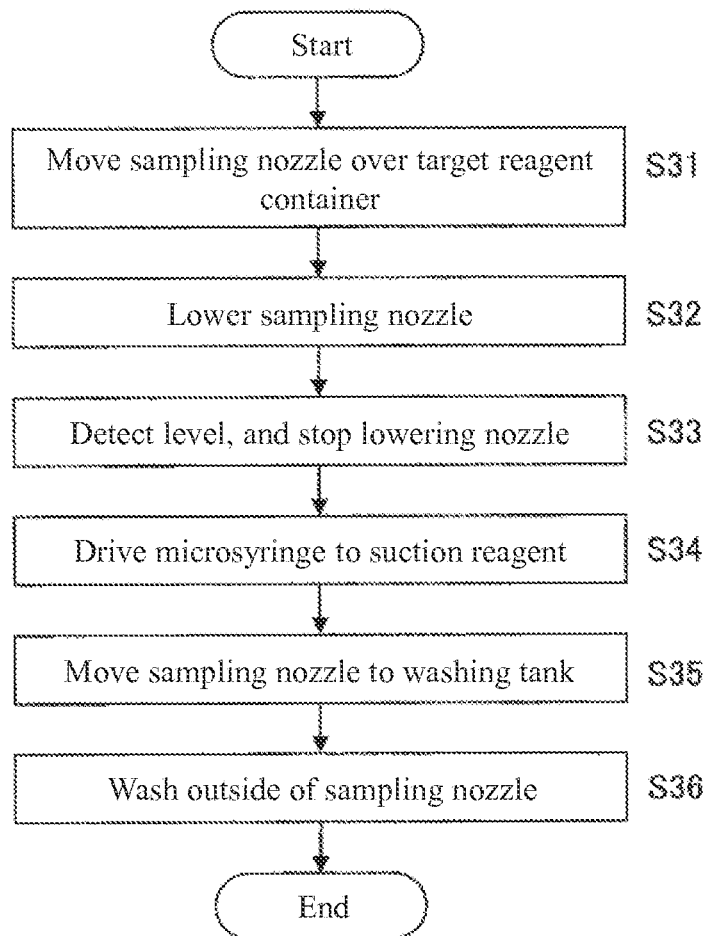 Start
Move sampling nozzle over target reagent
container
S31
Lower sampling nozzle
S32
Detect level, and stop lowering nozzle
S33
Drive microsyringe to suction reagent
S34
Move sampling nozzle to washing tank
S35
Wash outside of sampling nozzle
S36
End